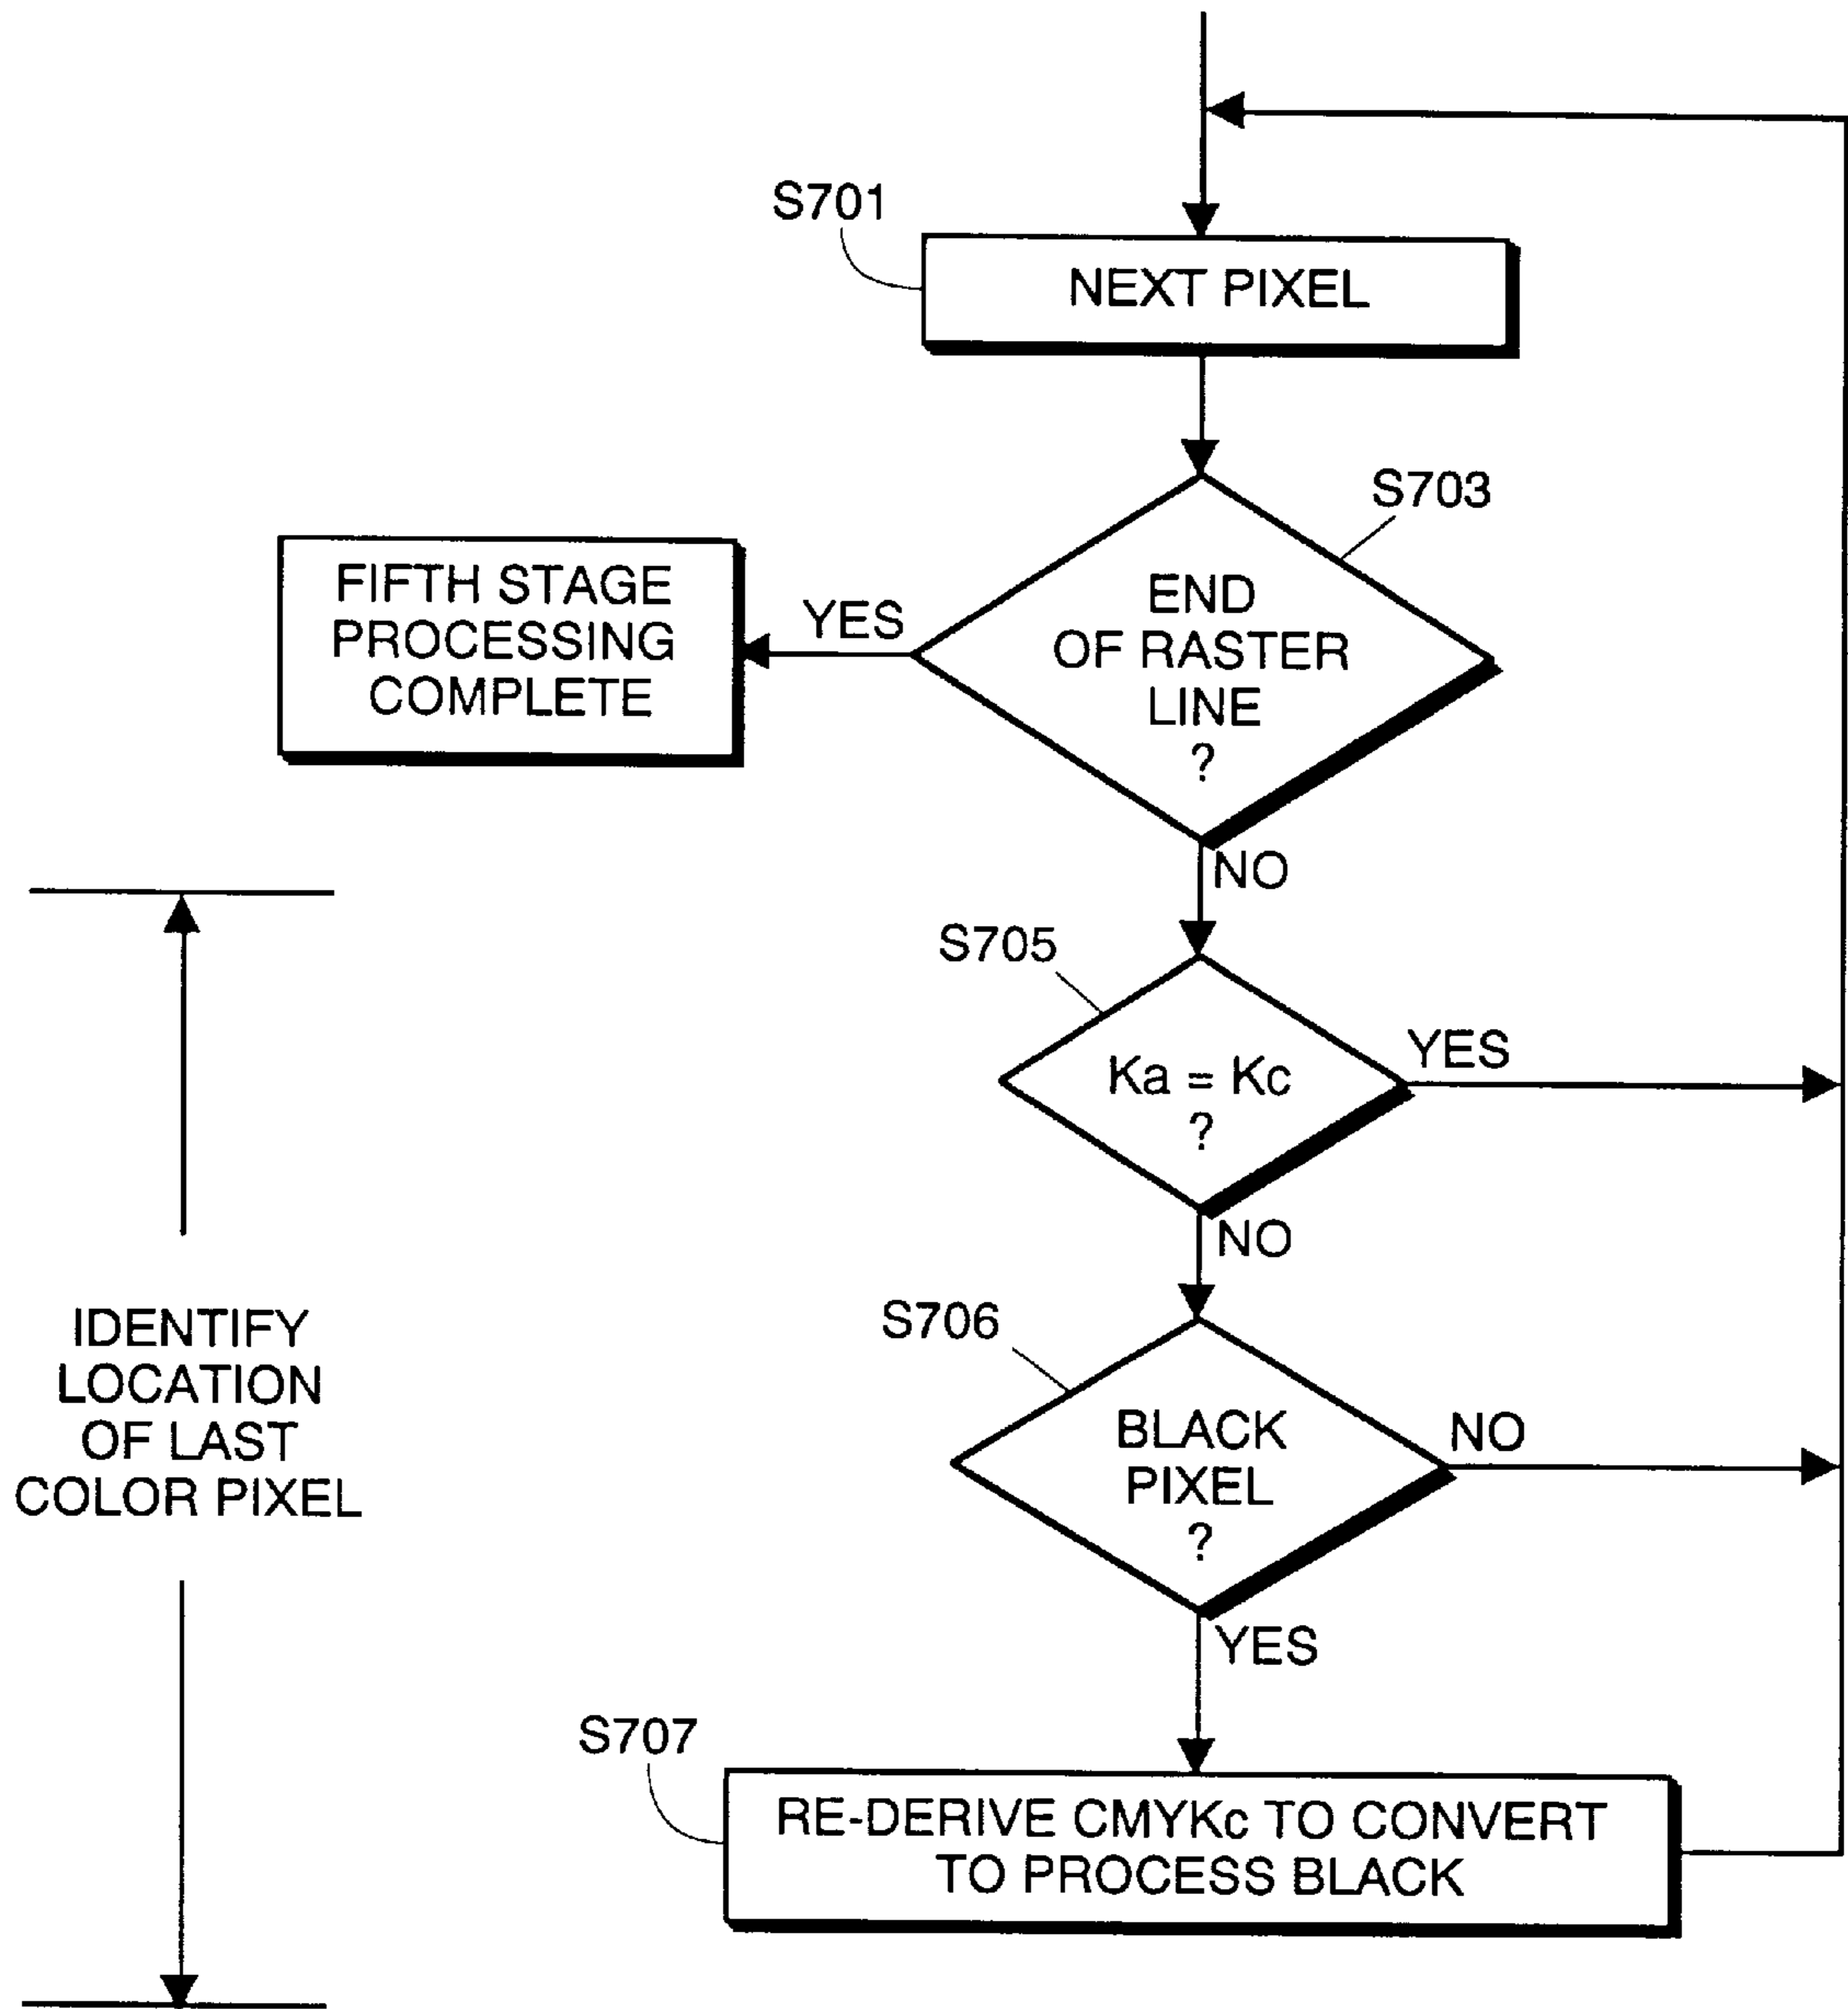 S701
NEXT PIXEL
S703
END
OF RASTER
LINE
?
YES
FIFTH STAGE
PROCESSING
COMPLETE
NO
S705
Ka = Kc
?
YES
NO
S706
BLACK
PIXEL
?
NO
YES
IDENTIFY
LOCATION
OF LAST
COLOR PIXEL
S707
RE-DERIVE CMYKc TO CONVERT
TO PROCESS BLACK